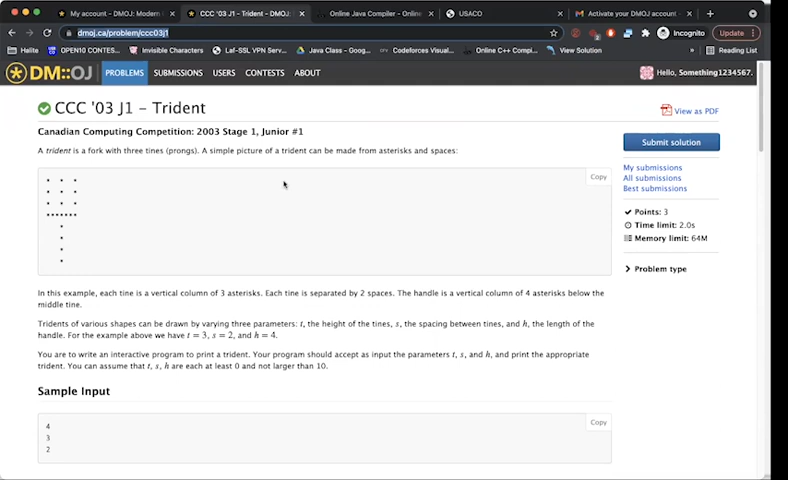 My account - DMOJ: Modern
CCC '03 J1 - Trident - DMOJ:
Online Java Compiler - Online
USACO
Activate your DMOJ account -
dmoj.ca/problem/ccc03j1
Incognito
Update
Halite
OPEN10 CONTES...
Invisible Characters
Laf-SSL VPN Serv...
Java Class - Goog...
Codeforces Visual...
Online C++ Compi...
View Solution
»
Reading List
DM::OJ
PROBLEMS
SUBMISSIONS
USERS
CONTESTS
ABOUT
Hello, Something1234567.
CCC '03 J1 - Trident
View as PDF
Canadian Computing Competition: 2003 Stage 1, Junior #1
A trident is a fork with three tines (prongs). A simple picture of a trident can be made from asterisks and spaces:
Copy
*  *  *
*  *  *
*  *  *
*******
   *
   *
   *
   *
In this example, each tine is a vertical column of 3 asterisks. Each tine is separated by 2 spaces. The handle is a vertical column of 4 asterisks below the
middle tine.
Tridents of various shapes can be drawn by varying three parameters: t, the height of the tines, s, the spacing between tines, and h, the length of the
handle. For the example above we have t = 3, s = 2, and h = 4.
You are to write an interactive program to print a trident. Your program should accept as input the parameters t, s, and h, and print the appropriate
trident. You can assume that t, s, h are each at least 0 and not larger than 10.
Sample Input
Copy
4
3
2
Submit solution
My submissions
All submissions
Best submissions
Points: 3
Time limit: 2.0s
Memory limit: 64M
Problem type